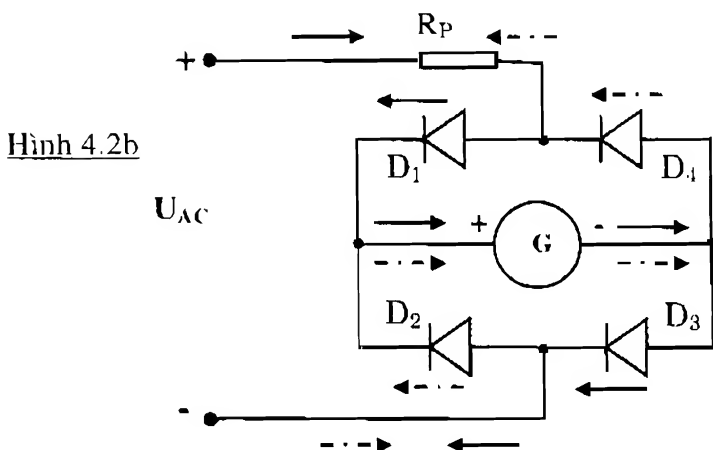 R_P
+
Hình 4.2b
D₁
D₄
U_AC
+
G
-
D₂
D₃
-